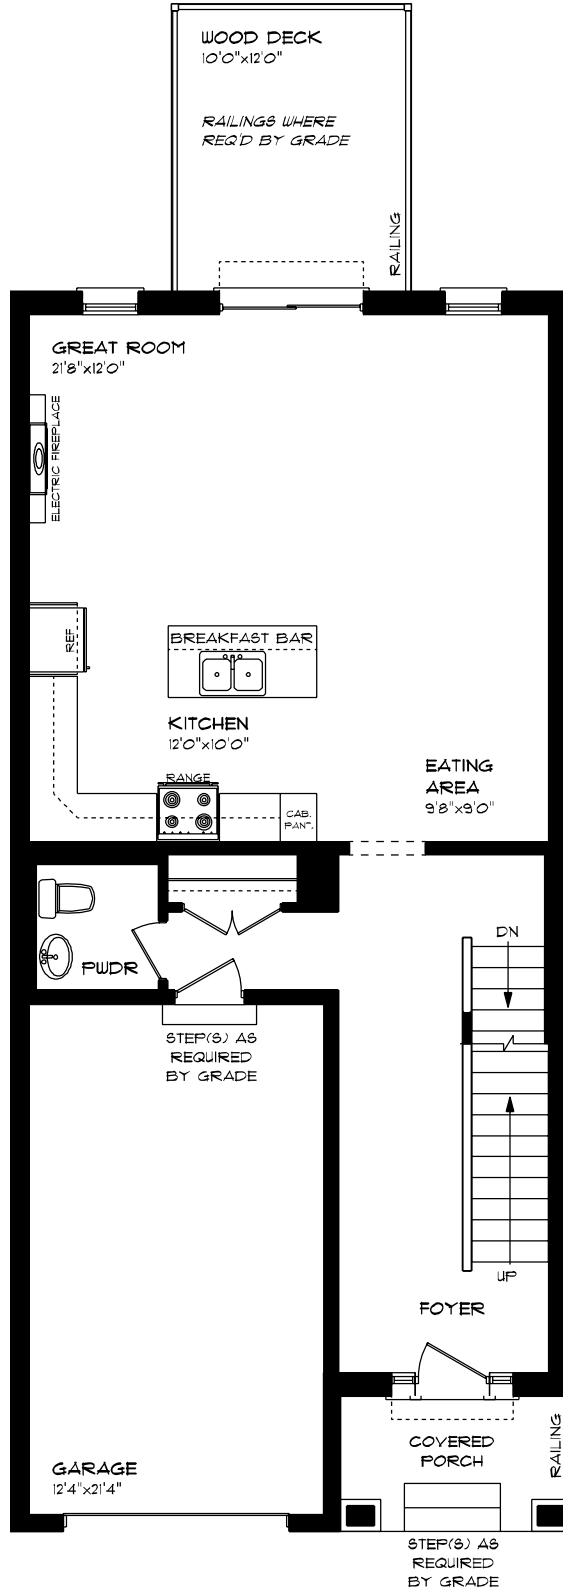 WOOD DECK
10'0"x12'0"
RAILINGS WHERE
REQ'D BY GRADE
RAILING
GREAT ROOM
21'8"x12'0"
ELECTRIC FIREPLACE
REF
BREAKFAST BAR
KITCHEN
12'0"x10'0"
RANGE
CAB.
PANT.
EATING
AREA
9'8"x9'0"
PWDR
DN
STEP(S) AS
REQUIRED
BY GRADE
UP
FOYER
COVERED
PORCH
RAILING
GARAGE
12'4"x21'4"
STEP(S) AS
REQUIRED
BY GRADE